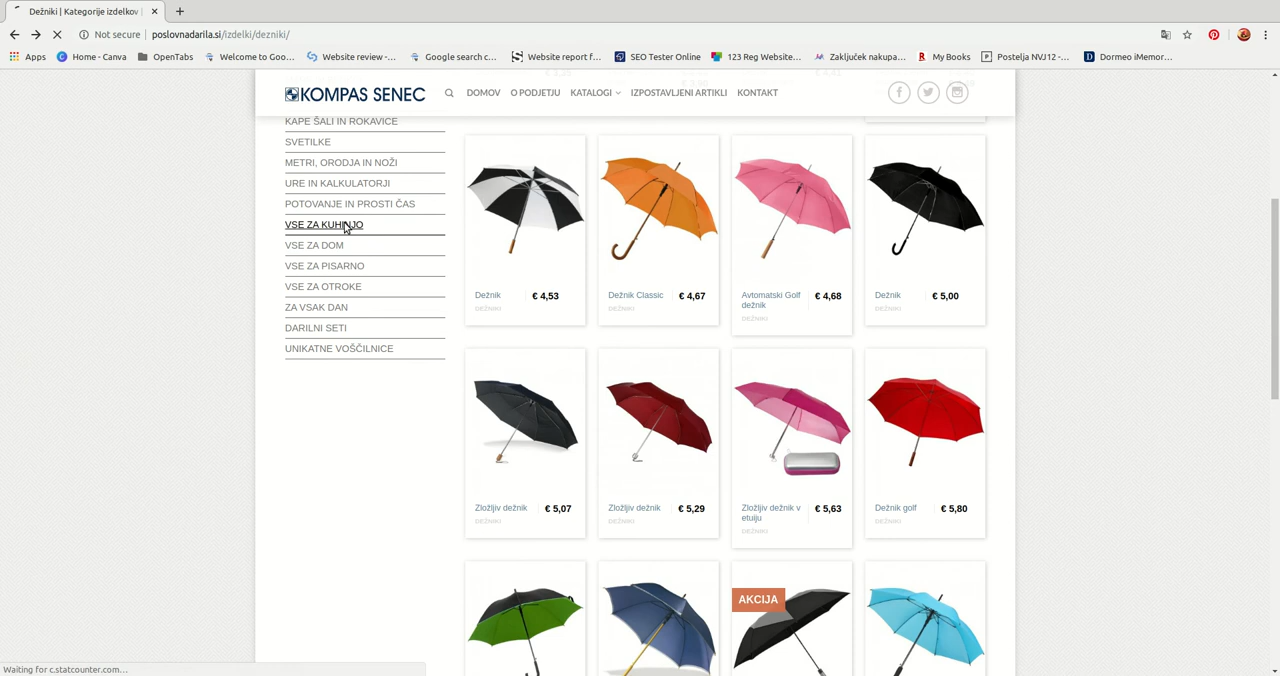 Dežniki | Kategorije izdelkov |
Not secure | poslovnadarila.si/izdelki/dezniki/
Apps
Home - Canva
OpenTabs
Welcome to Goo…
Website review -…
Google search c…
Website report f…
SEO Tester Online
123 Reg Website…
Zaključek nakupa…
My Books
Postelja NVJ12 -…
Dormeo iMemor…
KOMPAS SENEC
DOMOV
O PODJETJU
KATALOGI
IZPOSTAVLJENI ARTIKLI
KONTAKT
KAPE ŠALI IN ROKAVICE
SVETILKE
METRI, ORODJA IN NOŽI
URE IN KALKULATORJI
POTOVANJE IN PROSTI ČAS
VSE ZA KUHINJO
VSE ZA DOM
VSE ZA PISARNO
VSE ZA OTROKE
ZA VSAK DAN
DARILNI SETI
UNIKATNE VOŠČILNICE
Dežnik € 4,53
DEŽNIKI
Dežnik Classic € 4,67
DEŽNIKI
Avtomatski Golf € 4,68
dežnik
DEŽNIKI
Dežnik € 5,00
DEŽNIKI
Zložljiv dežnik € 5,07
DEŽNIKI
Zložljiv dežnik € 5,29
DEŽNIKI
Zložljiv dežnik v € 5,63
etuiju
DEŽNIKI
Dežnik golf € 5,80
DEŽNIKI
AKCIJA
Waiting for c.statcounter.com…